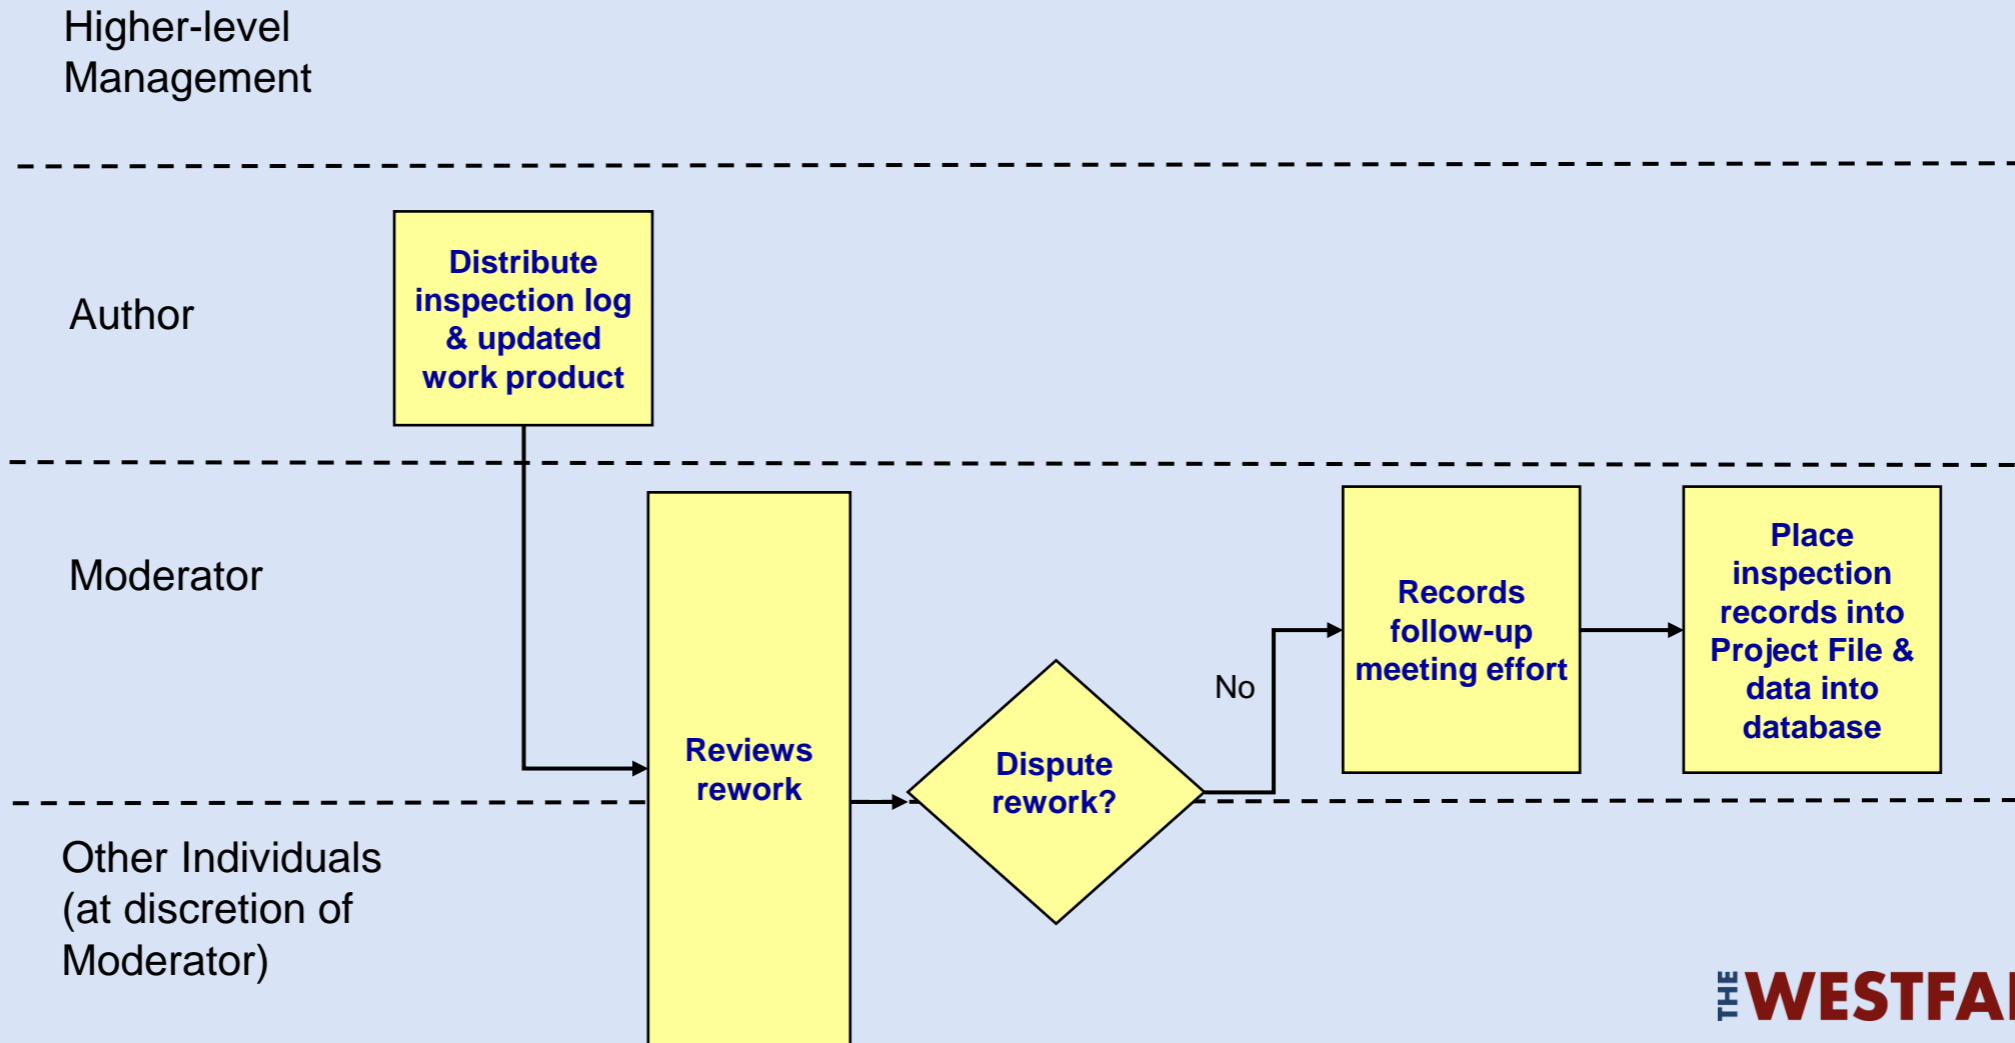 Higher-level
Management
Author
Distribute
inspection log
& updated
work product
Moderator
Reviews
rework
Dispute
rework?
No
Records
follow-up
meeting effort
Place
inspection
records into
Project File &
data into
database
Other Individuals
(at discretion of
Moderator)
THE